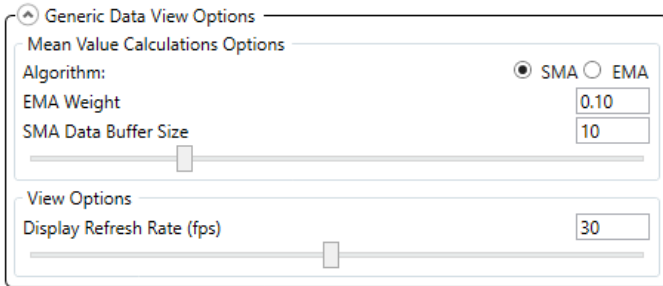 Generic Data View Options
Mean Value Calculations Options
Algorithm: SMA EMA
EMA Weight 0.10
SMA Data Buffer Size 10
View Options
Display Refresh Rate (fps) 30